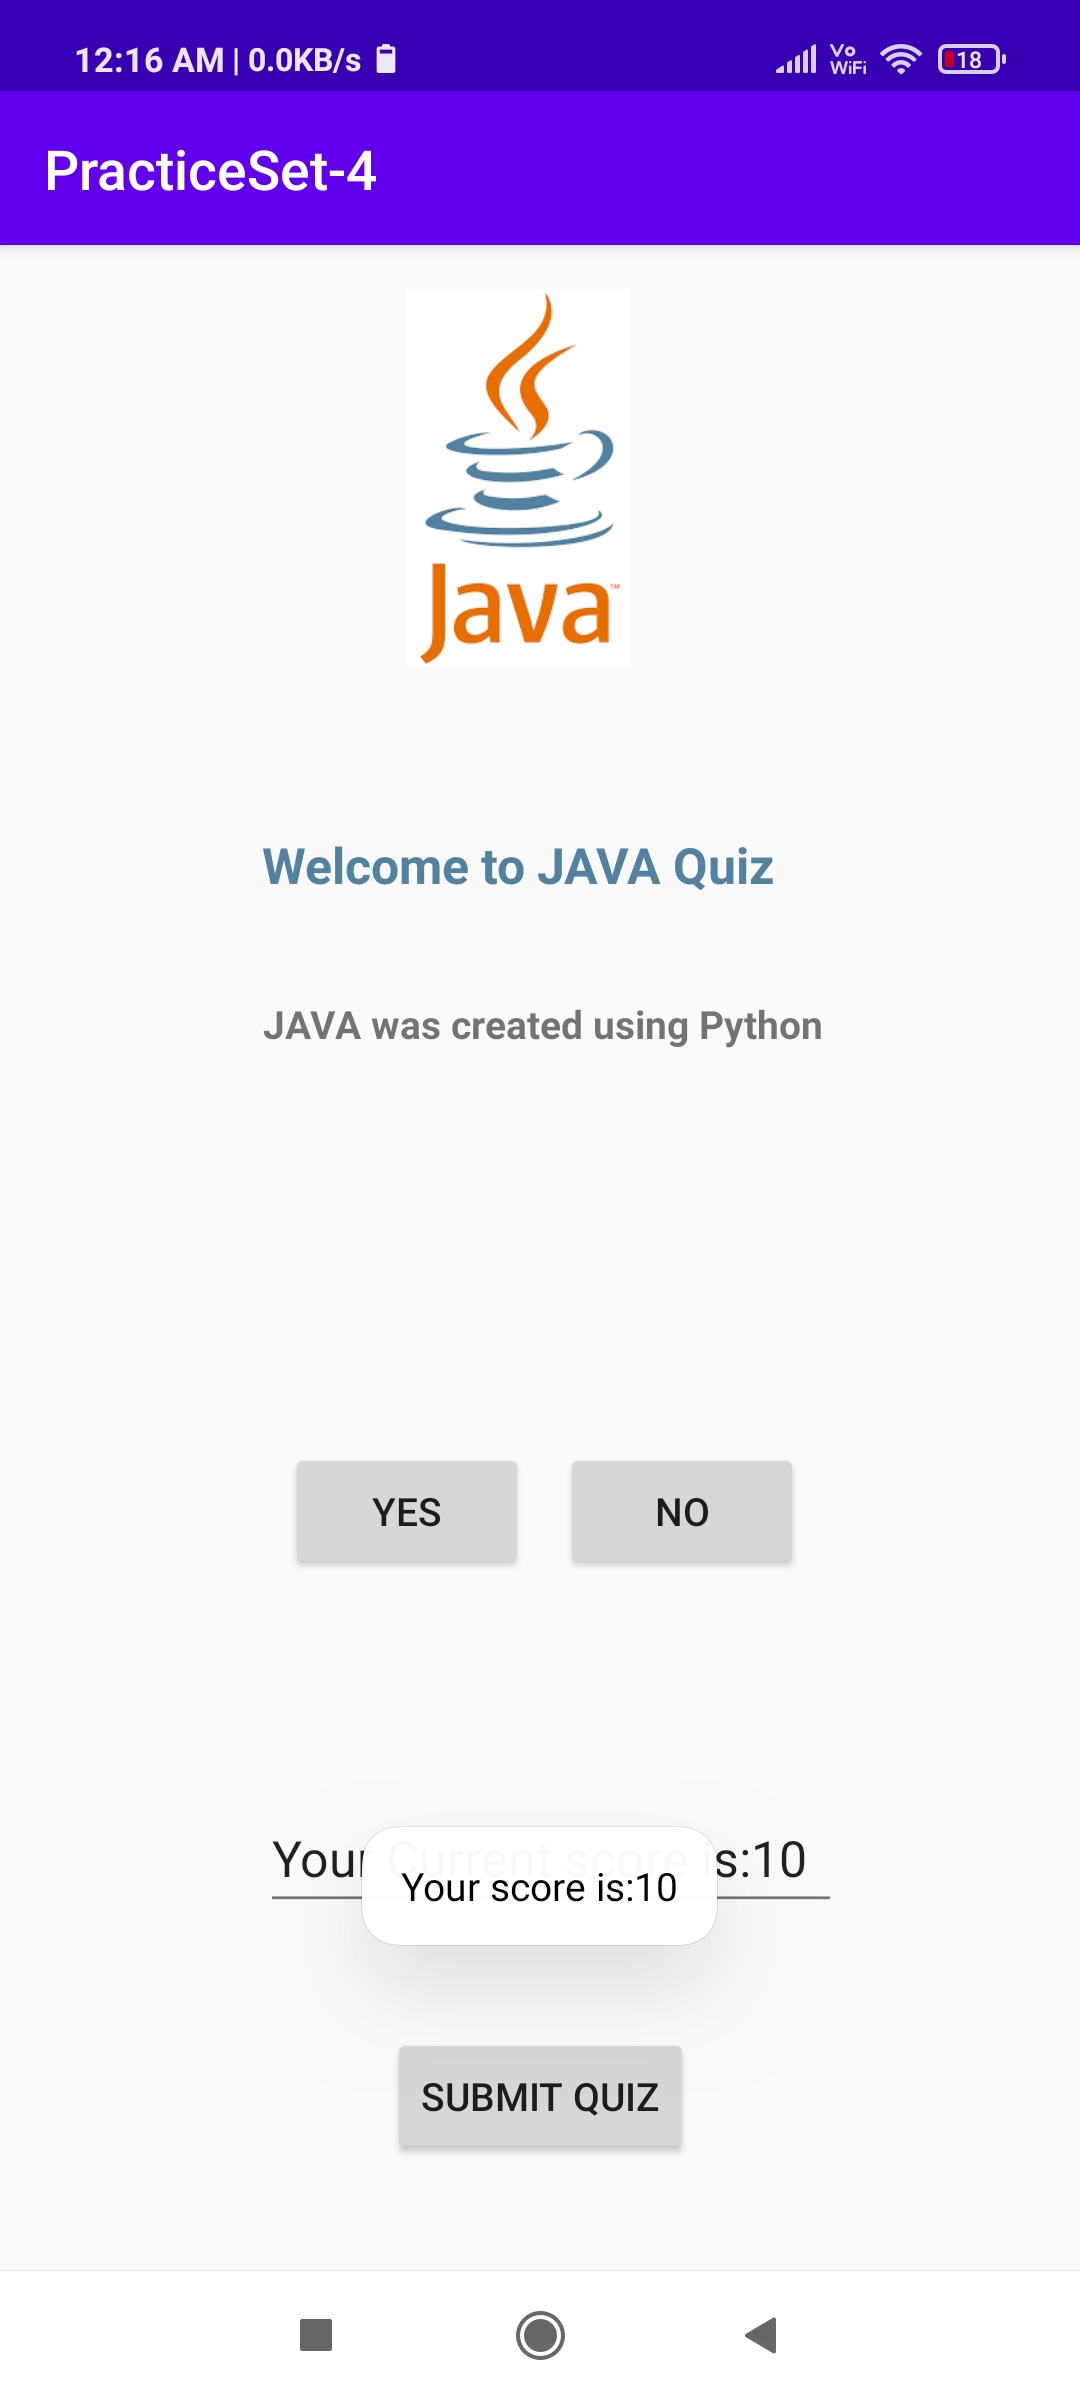 12:16 AM | 0.0KB/s Vo WiFi 18
PracticeSet-4
Java™
Welcome to JAVA Quiz
JAVA was created using Python
YES NO
Your Current score is:10
Your score is:10
SUBMIT QUIZ